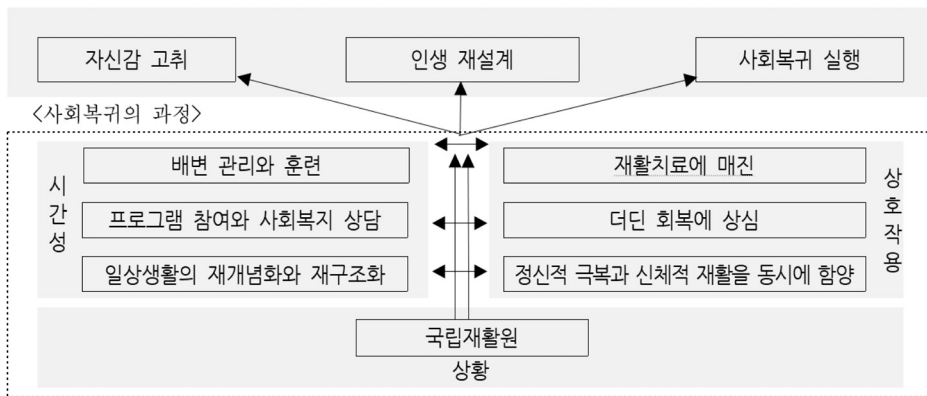 자신감 고취
인생 재설계
사회복귀 실행
<사회복귀의 과정>
시간성
배변 관리와 훈련
프로그램 참여와 사회복지 상담
일상생활의 재개념화와 재구조화
재활치료에 매진
더딘 회복에 상심
정신적 극복과 신체적 재활을 동시에 함양
상호작용
국립재활원
상황